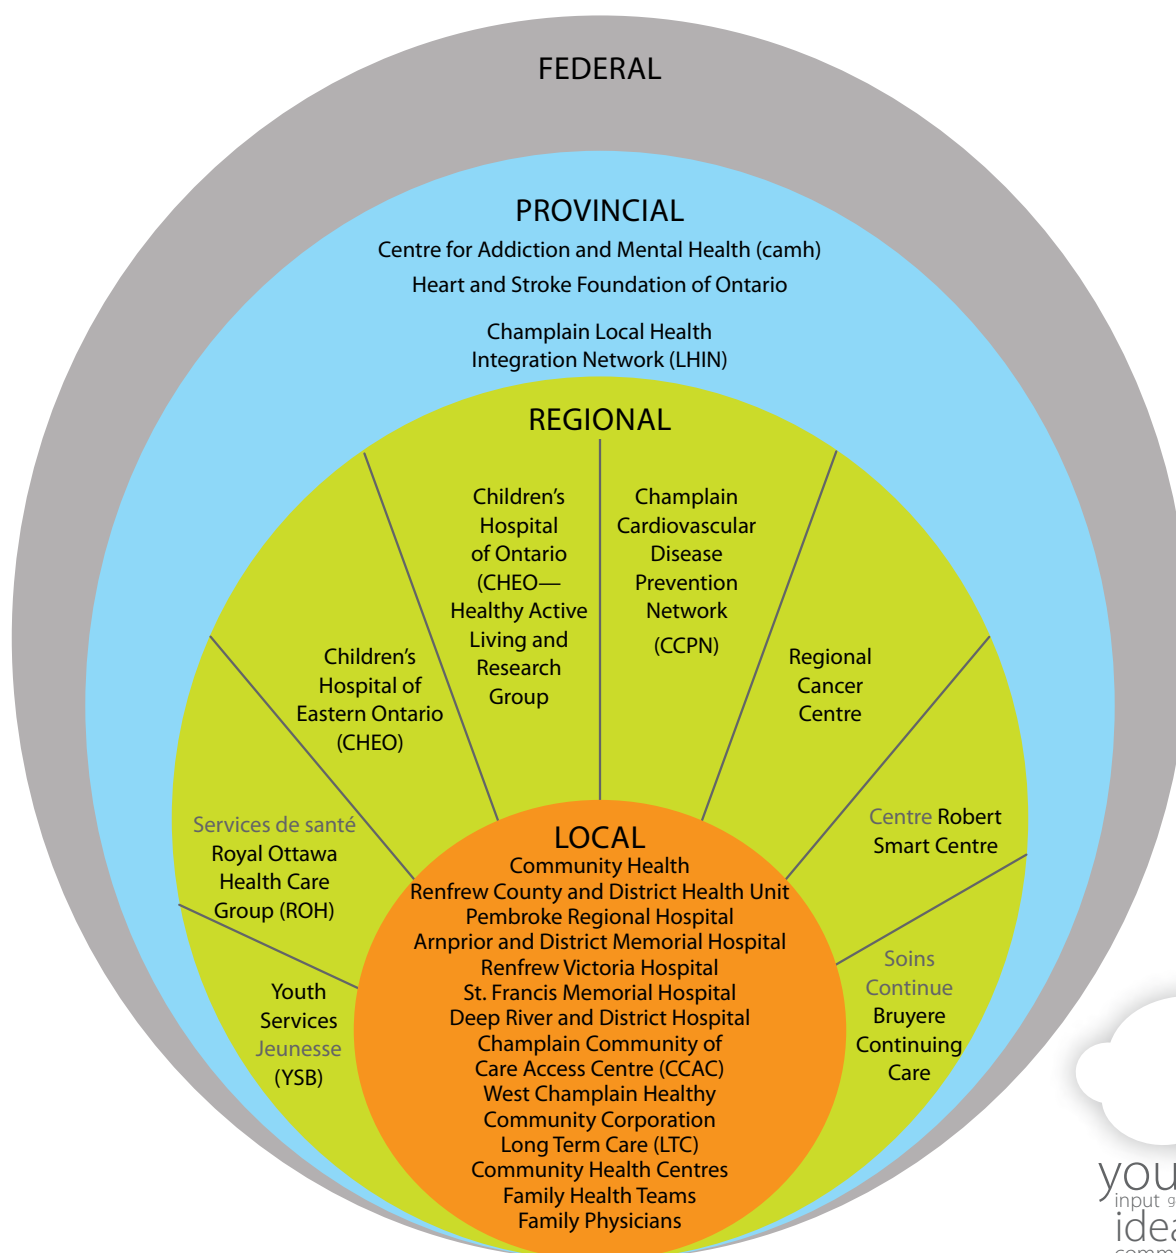 FEDERAL
PROVINCIAL
Centre for Addiction and Mental Health (camh)
Heart and Stroke Foundation of Ontario
Champlain Local Health
Integration Network (LHIN)
REGIONAL
Youth
Services
Jeunesse
(YSB)
Services de santé
Royal Ottawa
Health Care
Group (ROH)
Children's
Hospital of
Eastern Ontario
(CHEO)
Children's
Hospital
of Ontario
(CHEO—
Healthy Active
Living and
Research
Group
Champlain
Cardiovascular
Disease
Prevention
Network
(CCPN)
Regional
Cancer
Centre
Centre Robert
Smart Centre
Soins
Continue
Bruyere
Continuing
Care
LOCAL
Community Health
Renfrew County and District Health Unit
Pembroke Regional Hospital
Arnprior and District Memorial Hospital
Renfrew Victoria Hospital
St. Francis Memorial Hospital
Deep River and District Hospital
Champlain Community of
Care Access Centre (CCAC)
West Champlain Healthy
Community Corporation
Long Term Care (LTC)
Community Health Centres
Family Health Teams
Family Physicians
you
input
idea